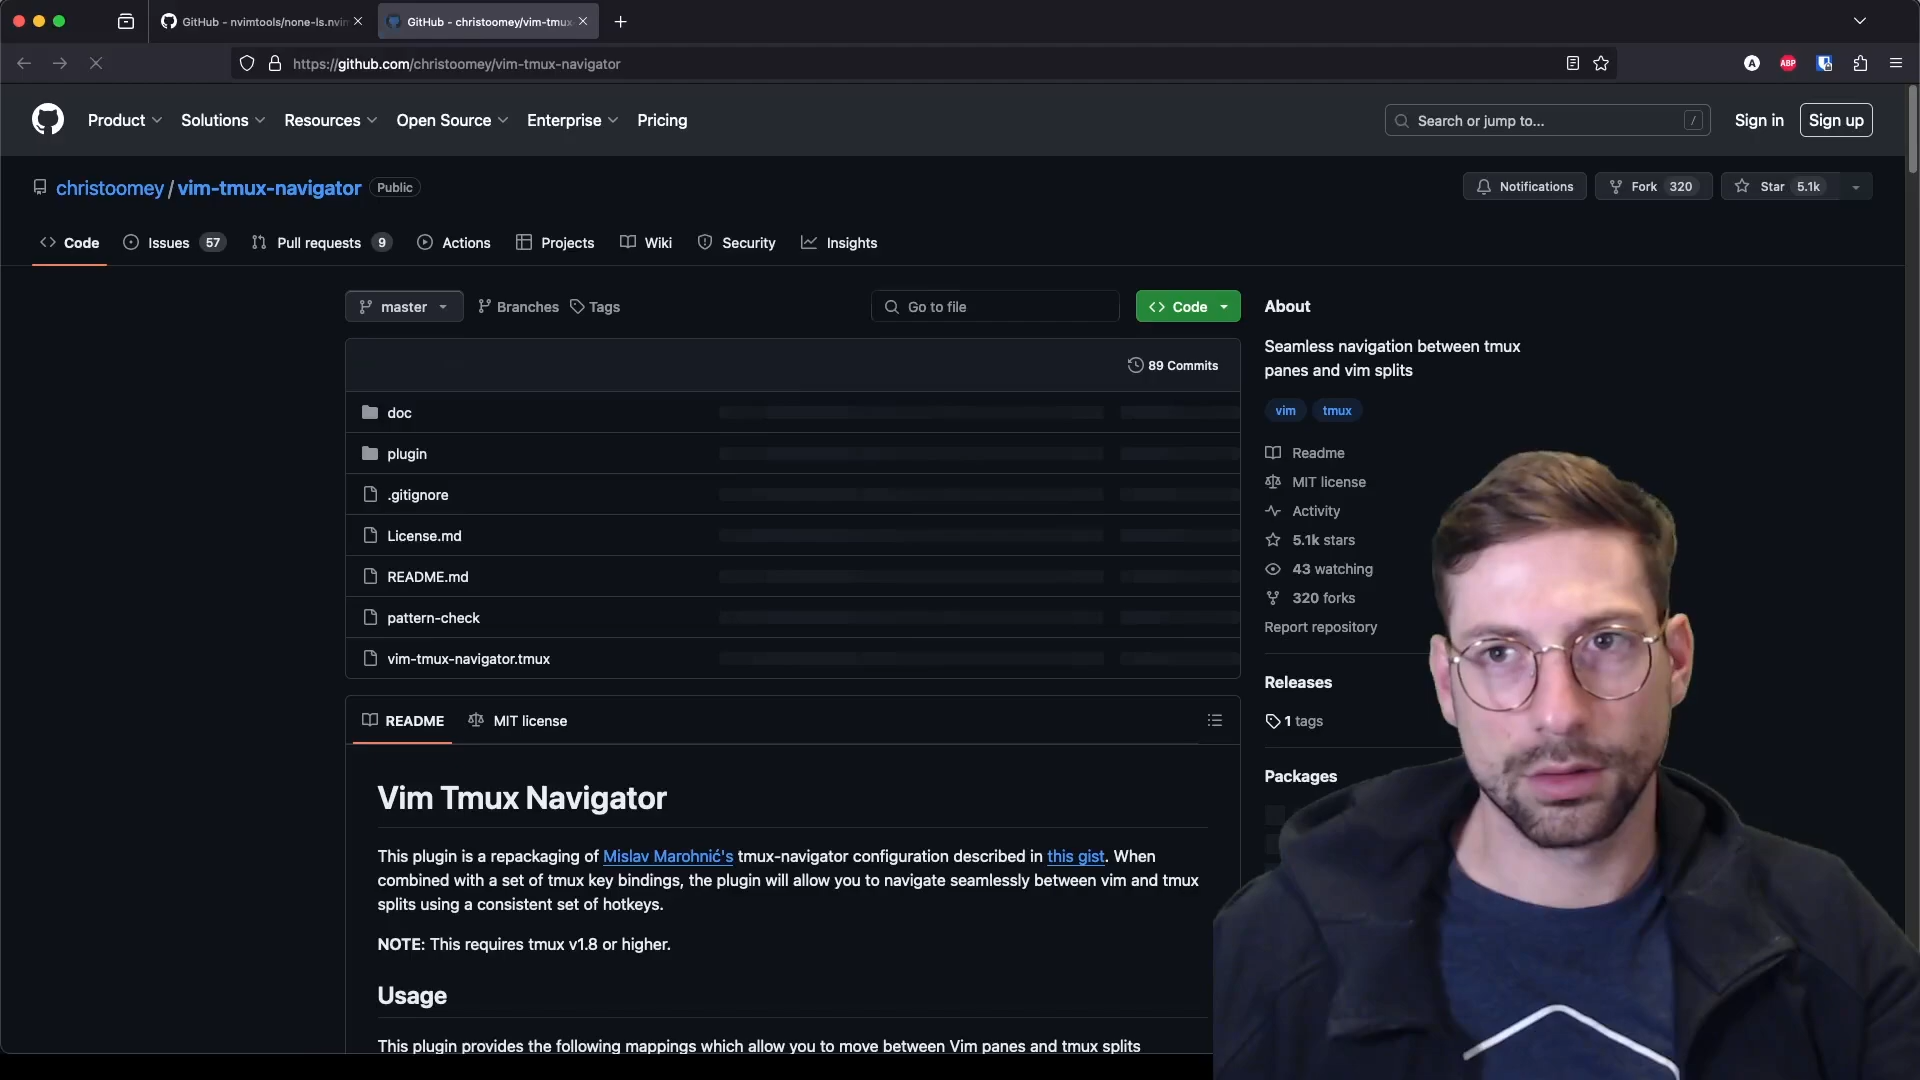 GitHub - nvimtools/none-ls.nvim
GitHub - christoomey/vim-tmux-
https://github.com/christoomey/vim-tmux-navigator
A
ABP
Product
Solutions
Resources
Open Source
Enterprise
Pricing
Search or jump to...
/
Sign in
Sign up
christoomey / vim-tmux-navigator
Public
Notifications
Fork 320
Star 5.1k
Code
Issues 57
Pull requests 9
Actions
Projects
Wiki
Security
Insights
master
Branches
Tags
Go to file
Code
89 Commits
doc
plugin
.gitignore
License.md
README.md
pattern-check
vim-tmux-navigator.tmux
README
MIT license
Vim Tmux Navigator
This plugin is a repackaging of Mislav Marohnić's tmux-navigator configuration described in this gist. When
combined with a set of tmux key bindings, the plugin will allow you to navigate seamlessly between vim and tmux
splits using a consistent set of hotkeys.
NOTE: This requires tmux v1.8 or higher.
Usage
This plugin provides the following mappings which allow you to move between Vim panes and tmux splits
About
Seamless navigation between tmux
panes and vim splits
vim
tmux
Readme
MIT license
Activity
5.1k stars
43 watching
320 forks
Report repository
Releases
1 tags
Packages